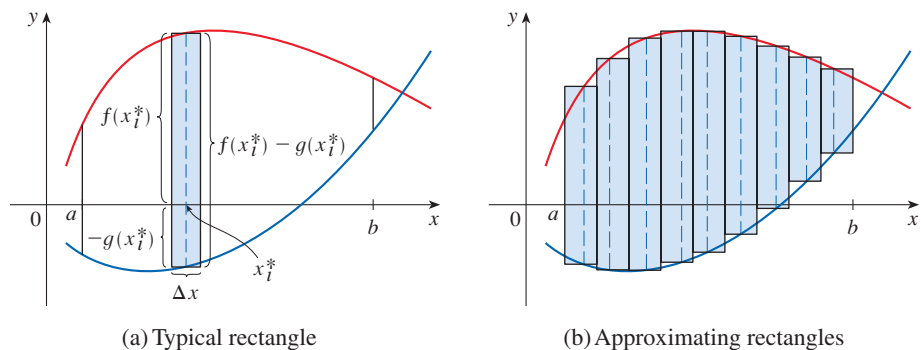 y
f(x_i^*)
f(x_i^*) − g(x_i^*)
0
a
b
x
−g(x_i^*)
x_i^*
Δx
(a) Typical rectangle
y
0
a
b
x
(b) Approximating rectangles